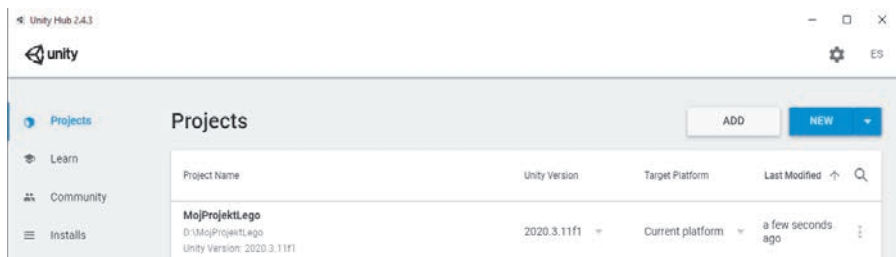 Unity Hub 2.4.3
unity
ES
Projects
Learn
Community
Installs
Projects
ADD
NEW
Project Name
Unity Version
Target Platform
Last Modified
MojProjektLego
D:\MojProjektLego
Unity Version: 2020.3.11f1
2020.3.11f1
Current platform
a few seconds
ago